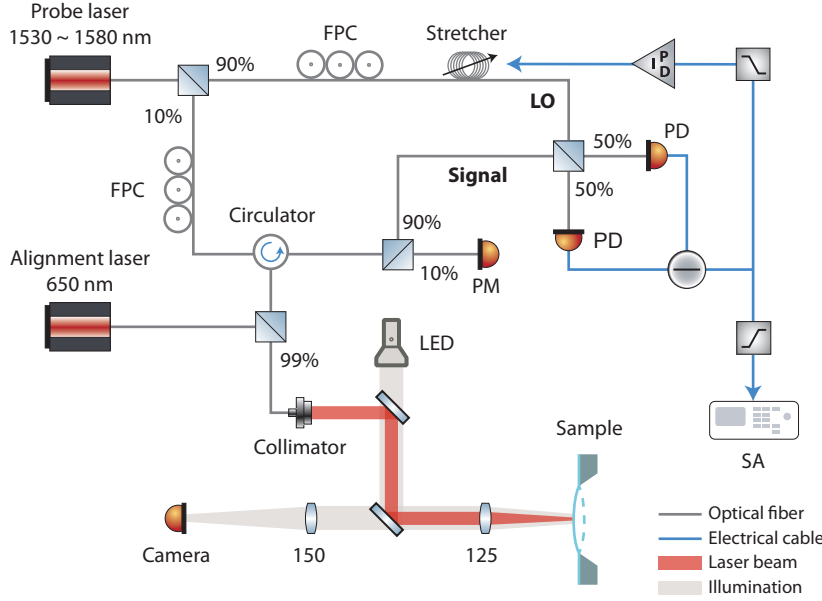 Probe laser
1530 ~ 1580 nm
90%
FPC
Stretcher
I P D
LO
10%
50%
PD
FPC
Signal
50%
Circulator
90%
PD
10%
PM
Alignment laser
650 nm
99%
LED
Collimator
Sample
SA
Camera
150
125
Optical fiber
Electrical cable
Laser beam
Illumination